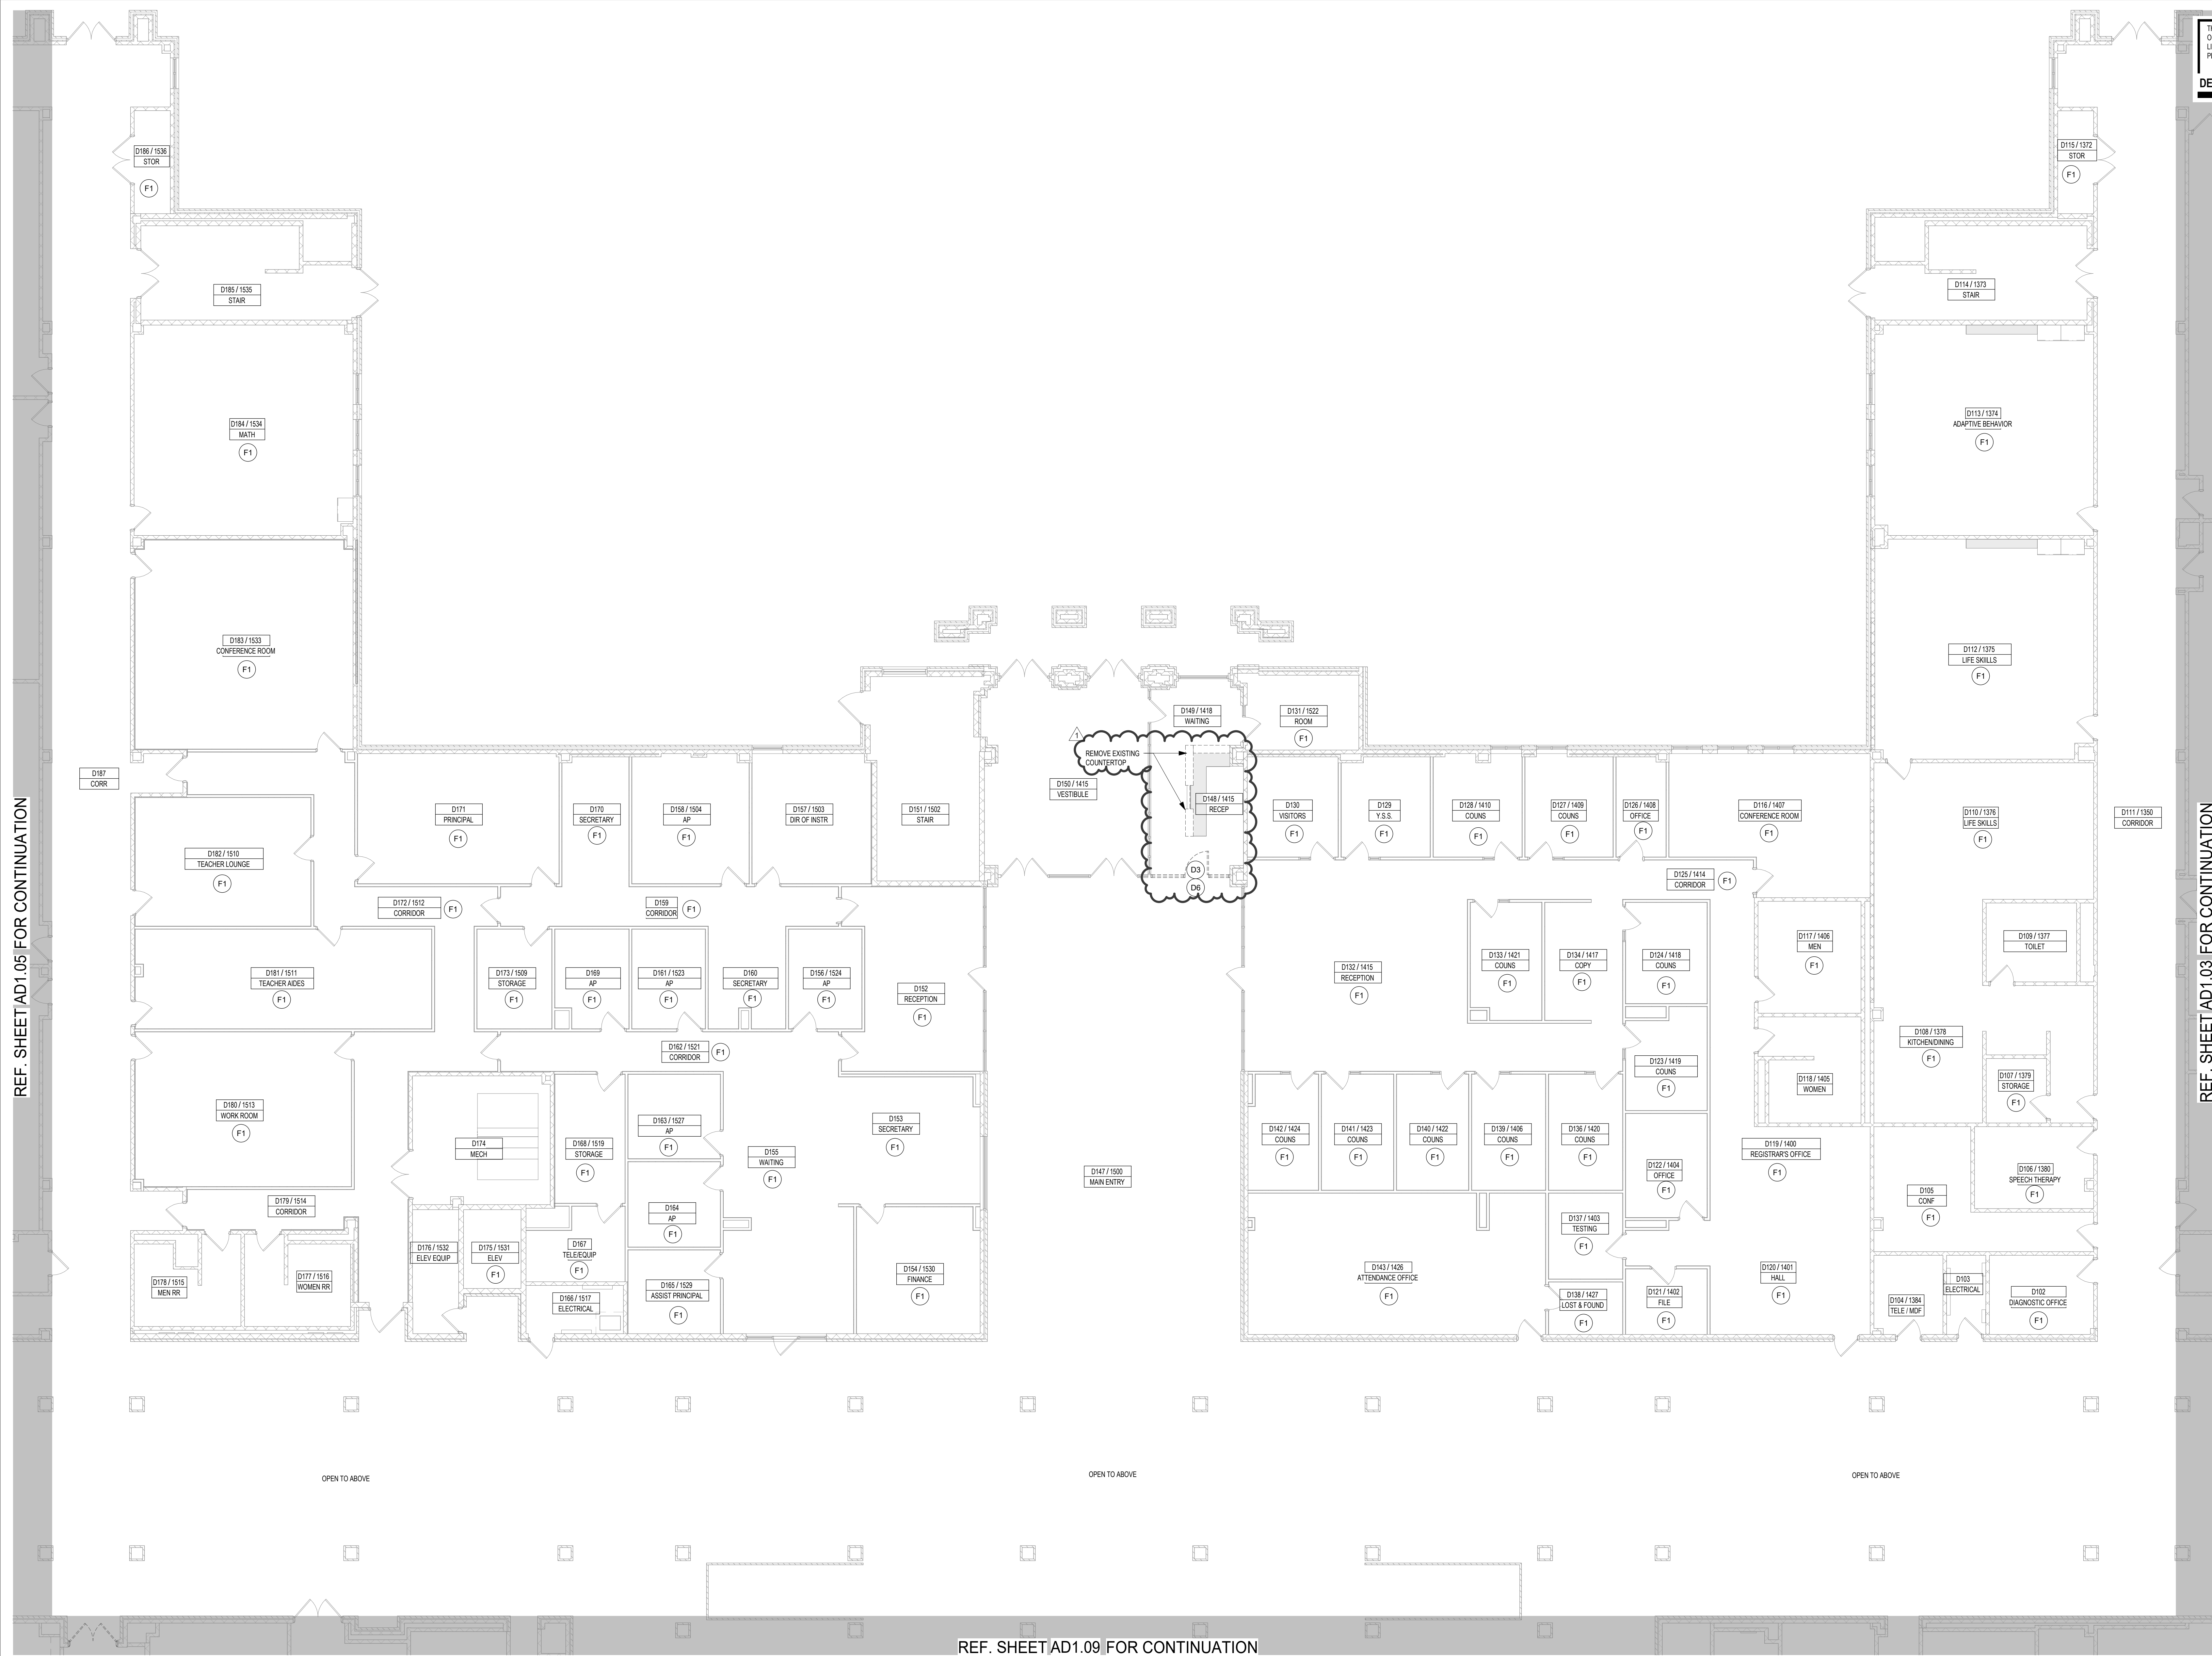 DE
D186 / 1536
STOR
F1
D115 / 1372
STOR
F1
D185 / 1535
STAIR
D114 / 1373
STAIR
D184 / 1534
MATH
F1
D113 / 1374
ADAPTIVE BEHAVIOR
F1
D183 / 1533
CONFERENCE ROOM
F1
D112 / 1375
LIFE SKIILLS
F1
D149 / 1418
WAITING
D131 / 1522
ROOM
F1
1
REMOVE EXISTING
COUNTERTOP
D187
CORR
D150 / 1415
VESTIBULE
D148 / 1415
RECEP
D171
PRINCIPAL
F1
D170
SECRETARY
F1
D158 / 1504
AP
F1
D157 / 1503
DIR OF INSTR
D151 / 1502
STAIR
D130
VISITORS
F1
D129
Y.S.S.
F1
D128 / 1410
COUNS
F1
D127 / 1409
COUNS
F1
D126 / 1408
OFFICE
F1
D116 / 1407
CONFERENCE ROOM
F1
D110 / 1376
LIFE SKILLS
F1
D111 / 1350
CORRIDOR
D182 / 1510
TEACHER LOUNGE
F1
D3
D6
D125 / 1414
CORRIDOR
F1
D172 / 1512
CORRIDOR
F1
D159
CORRIDOR
F1
D117 / 1406
MEN
F1
D109 / 1377
TOILET
D181 / 1511
TEACHER AIDES
F1
D173 / 1509
STORAGE
F1
D169
AP
F1
D161 / 1523
AP
F1
D160
SECRETARY
F1
D156 / 1524
AP
F1
D152
RECEPTION
F1
D132 / 1415
RECEPTION
F1
D133 / 1421
COUNS
F1
D134 / 1417
COPY
F1
D124 / 1418
COUNS
F1
D162 / 1521
CORRIDOR
F1
D108 / 1378
KITCHEN/DINING
F1
D123 / 1419
COUNS
F1
D118 / 1405
WOMEN
D107 / 1379
STORAGE
F1
D180 / 1513
WORK ROOM
F1
D174
MECH
D168 / 1519
STORAGE
F1
D163 / 1527
AP
F1
D155
WAITING
F1
D153
SECRETARY
F1
D147 / 1500
MAIN ENTRY
D142 / 1424
COUNS
F1
D141 / 1423
COUNS
F1
D140 / 1422
COUNS
F1
D139 / 1406
COUNS
F1
D136 / 1420
COUNS
F1
D122 / 1404
OFFICE
F1
D119 / 1400
REGISTRAR'S OFFICE
F1
D105
CONF
F1
D106 / 1380
SPEECH THERAPY
F1
D179 / 1514
CORRIDOR
D164
AP
F1
D137 / 1403
TESTING
F1
D178 / 1515
MEN RR
D177 / 1516
WOMEN RR
D176 / 1532
ELEV EQUIP
D175 / 1531
ELEV
F1
D167
TELE/EQUIP
F1
D166 / 1517
ELECTRICAL
D165 / 1529
ASSIST PRINCIPAL
F1
D154 / 1530
FINANCE
F1
D143 / 1426
ATTENDANCE OFFICE
F1
D138 / 1427
LOST & FOUND
F1
D121 / 1402
FILE
F1
D120 / 1401
HALL
F1
D104 / 1384
TELE / MDF
D103
ELECTRICAL
D102
DIAGNOSTIC OFFICE
F1
OPEN TO ABOVE
OPEN TO ABOVE
OPEN TO ABOVE
REF. SHEET AD1.05 FOR CONTINUATION
REF. SHEET AD1.03 FOR CONTINUATION
REF. SHEET AD1.09 FOR CONTINUATION